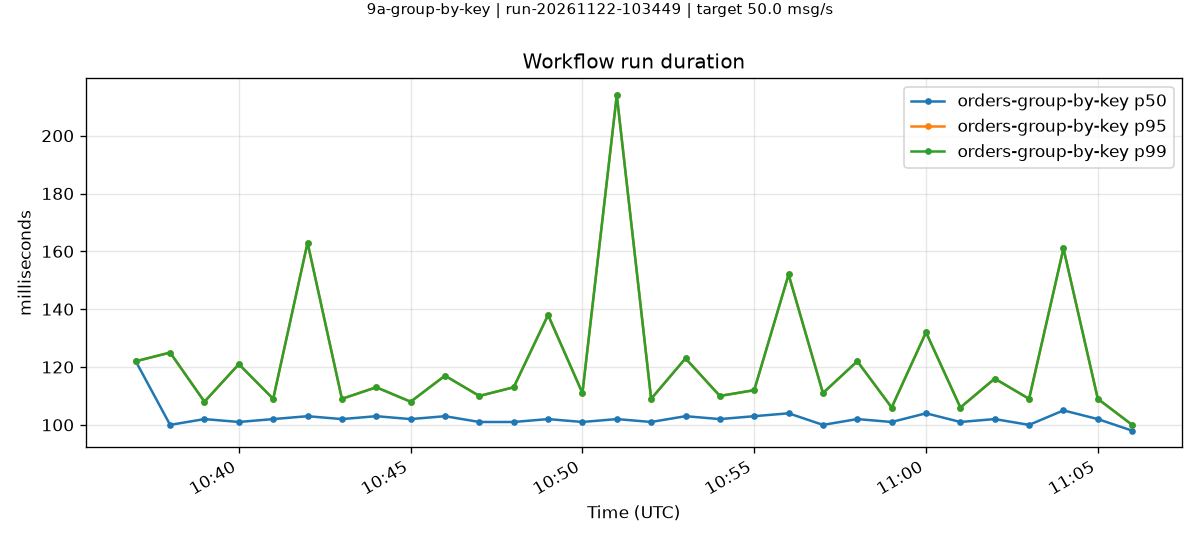 9a-group-by-key | run-20261122-103449 | target 50.0 msg/s
Workflow run duration
orders-group-by-key p50
orders-group-by-key p95
orders-group-by-key p99
milliseconds
200
180
160
140
120
100
10:40
10:45
10:50
10:55
11:00
11:05
Time (UTC)